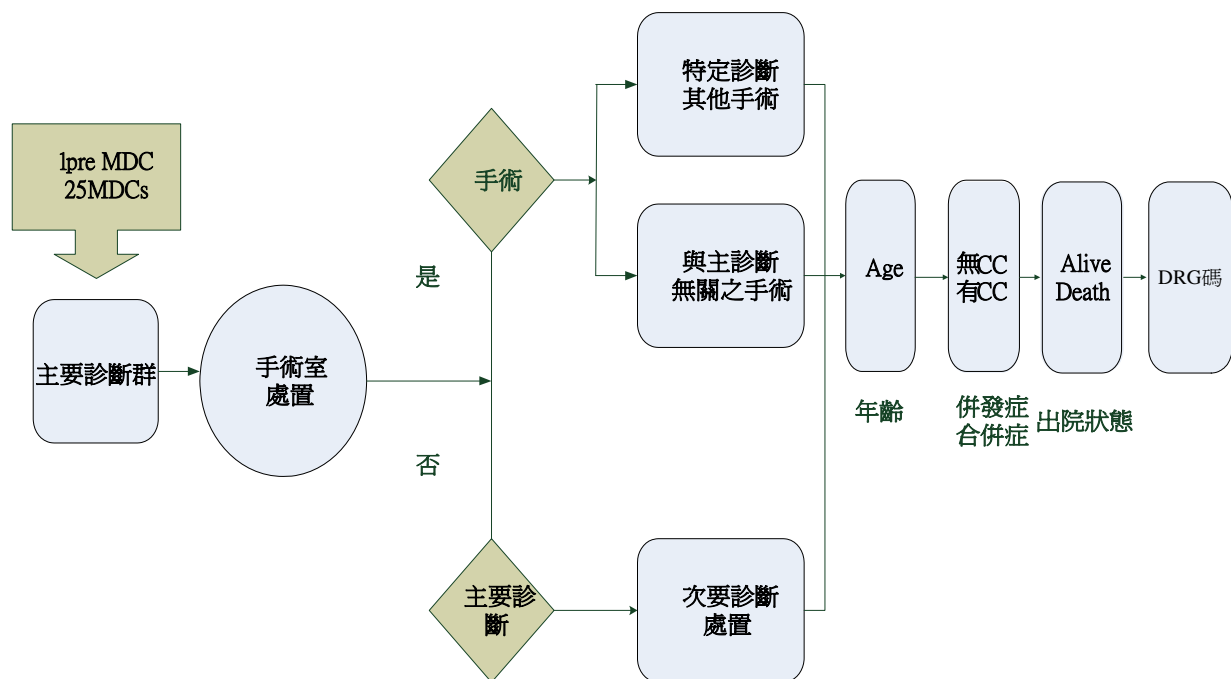 1pre MDC
25MDCs
主要診斷群
手術室
處置
是
否
手術
主要診
斷
特定診斷
其他手術
與主診斷
無關之手術
次要診斷
處置
Age
年齡
無CC
有CC
併發症
合併症
Alive
Death
出院狀態
DRG碼